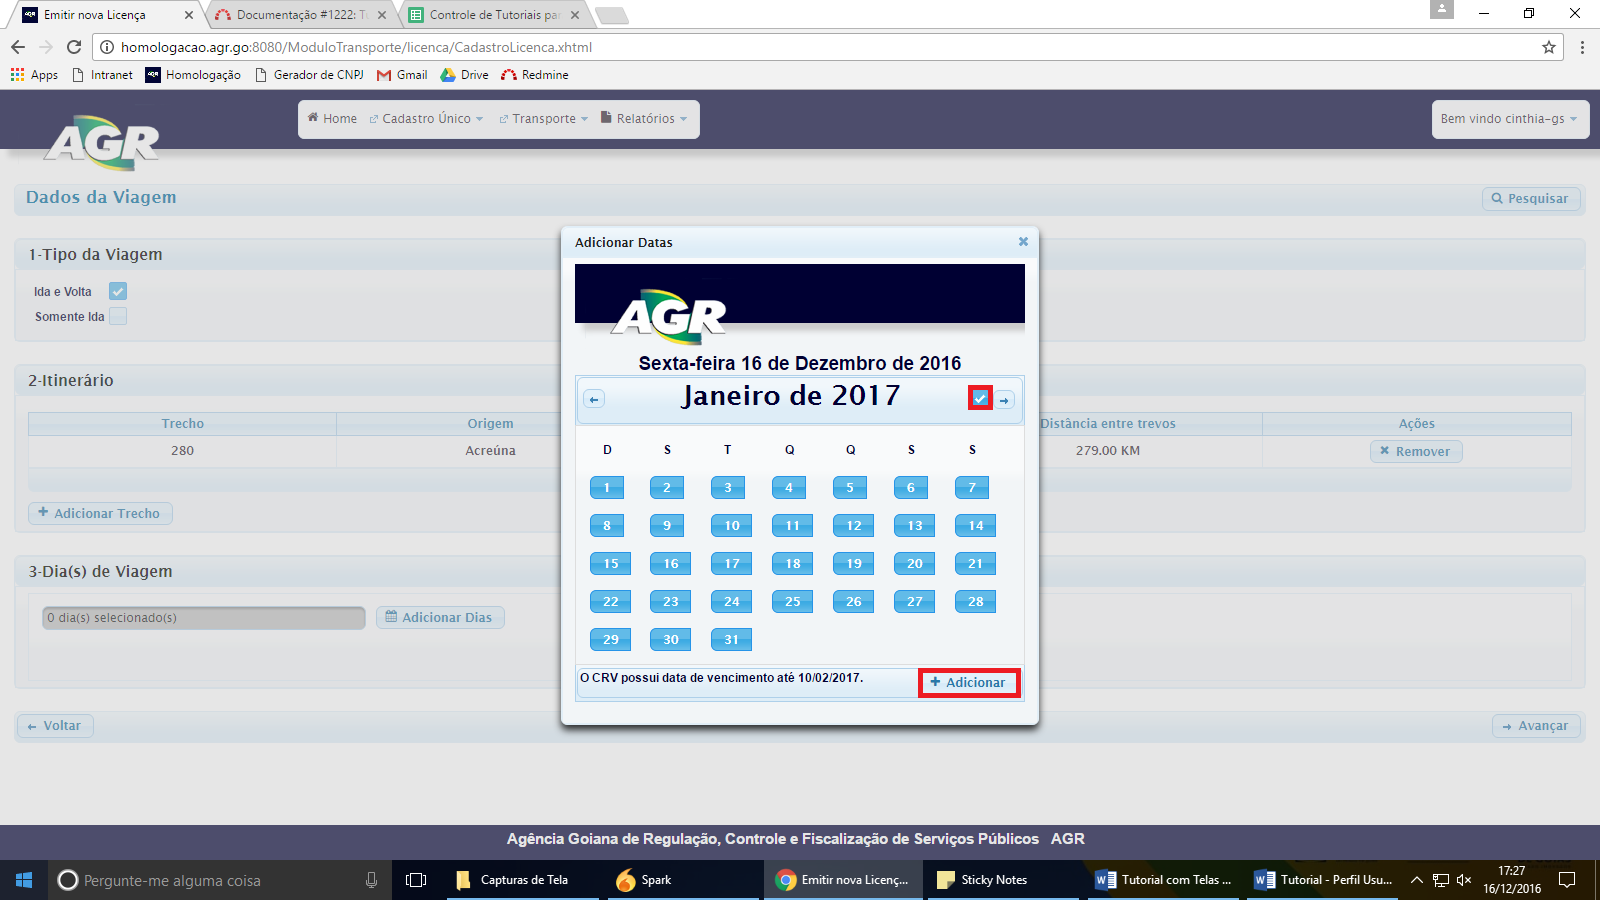 Emitir nova Licença
Documentação #1222: Tu
Controle de Tutoriais pa
homologacao.agr.go:8080/ModuloTransporte/licenca/CadastroLicenca.xhtml
Apps Intranet Homologação Gerador de CNPJ Gmail Drive Redmine
AGR
Home Cadastro Único Transporte Relatórios
Bem vindo cinthia-gs
Dados da Viagem
Pesquisar
1-Tipo da Viagem
Ida e Volta
Somente Ida
2-Itinerário
Trecho Origem Distância entre trevos Ações
280 Acreúna 279.00 KM Remover
Adicionar Trecho
3-Dia(s) de Viagem
0 dia(s) selecionado(s) Adicionar Dias
Voltar
Avançar
Adicionar Datas
AGR
Sexta-feira 16 de Dezembro de 2016
Janeiro de 2017
D S T Q Q S S
1 2 3 4 5 6 7
8 9 10 11 12 13 14
15 16 17 18 19 20 21
22 23 24 25 26 27 28
29 30 31
O CRV possui data de vencimento até 10/02/2017.
Adicionar
Agência Goiana de Regulação, Controle e Fiscalização de Serviços Públicos AGR
Pergunte-me alguma coisa
Capturas de Tela
Spark
Emitir nova Licenç...
Sticky Notes
Tutorial com Telas ...
Tutorial - Perfil Usu...
17:27
16/12/2016